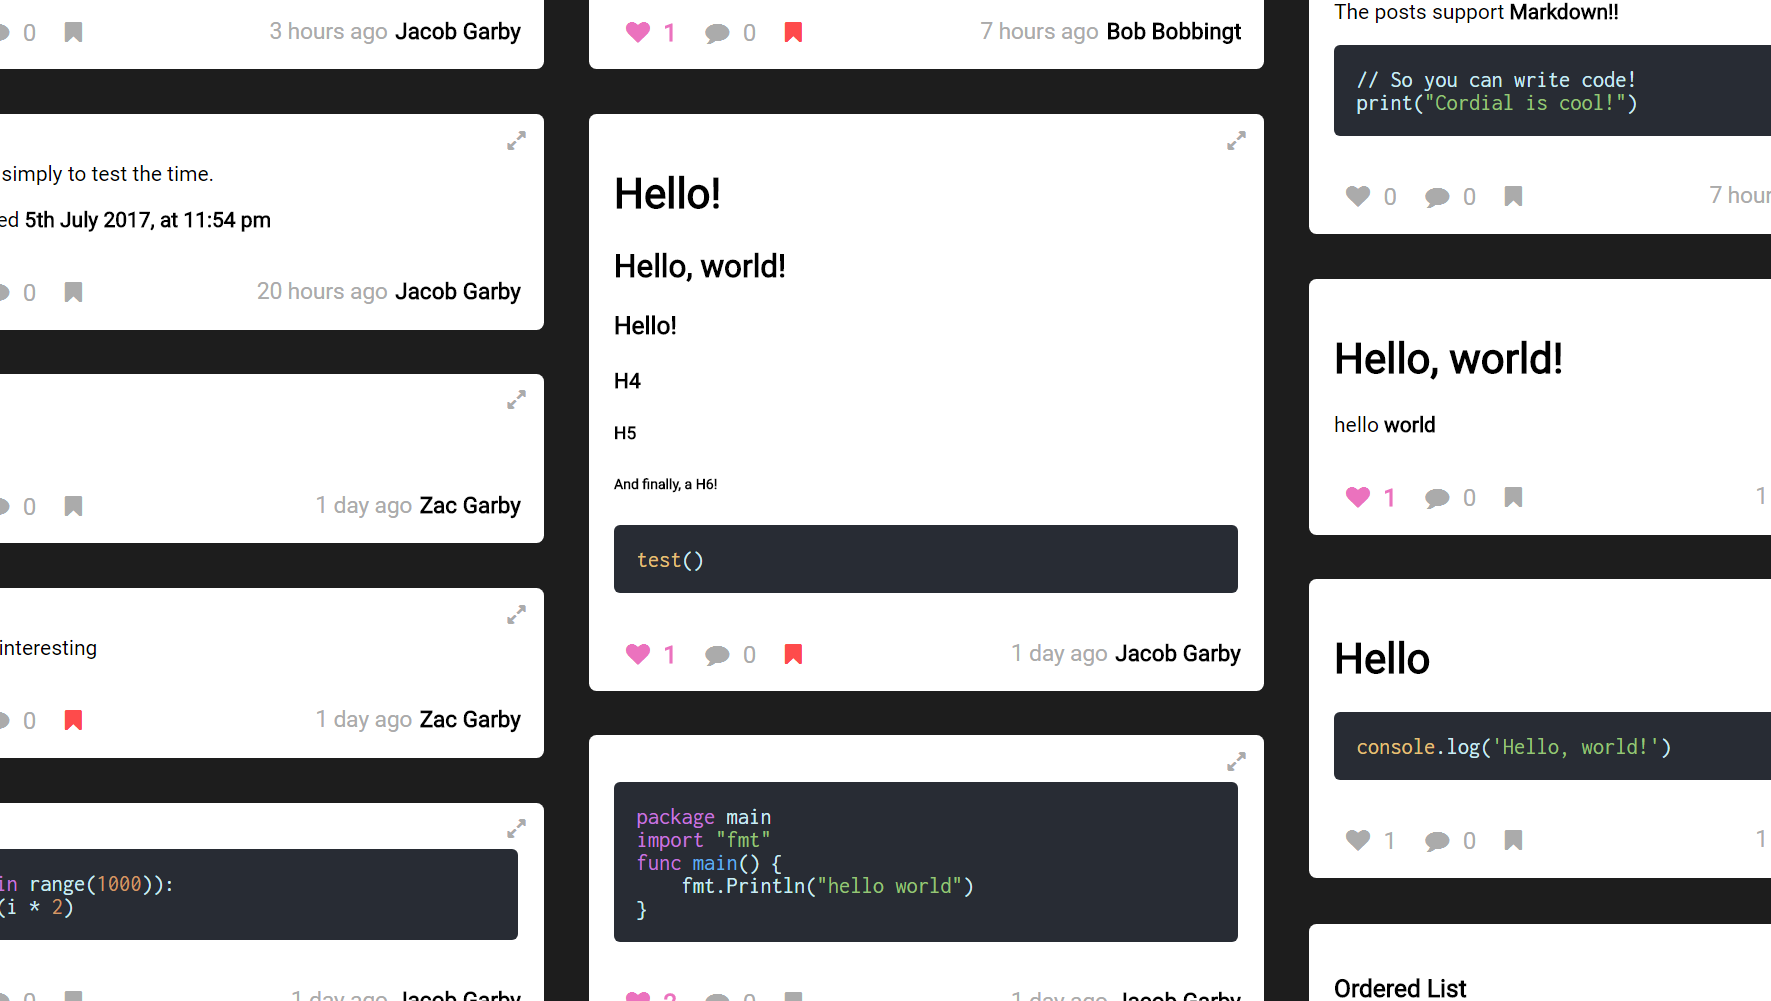 0 3 hours ago Jacob Garby
simply to test the time.
ed 5th July 2017, at 11:54 pm
0 20 hours ago Jacob Garby
0 1 day ago Zac Garby
interesting
0 1 day ago Zac Garby
in range(1000)):
(i * 2)
0 1 day ago Jacob Garby
1 0 7 hours ago Bob Bobbingt
Hello!
Hello, world!
Hello!
H4
H5
And finally, a H6!
test()
1 0 1 day ago Jacob Garby
package main
import "fmt"
func main() {
    fmt.Println("hello world")
}
2 0 1 day ago Jacob Garby
The posts support Markdown!!
// So you can write code!
print("Cordial is cool!")
0 0 7 hour
Hello, world!
hello world
1 0 1
Hello
console.log('Hello, world!')
1 0 1
Ordered List